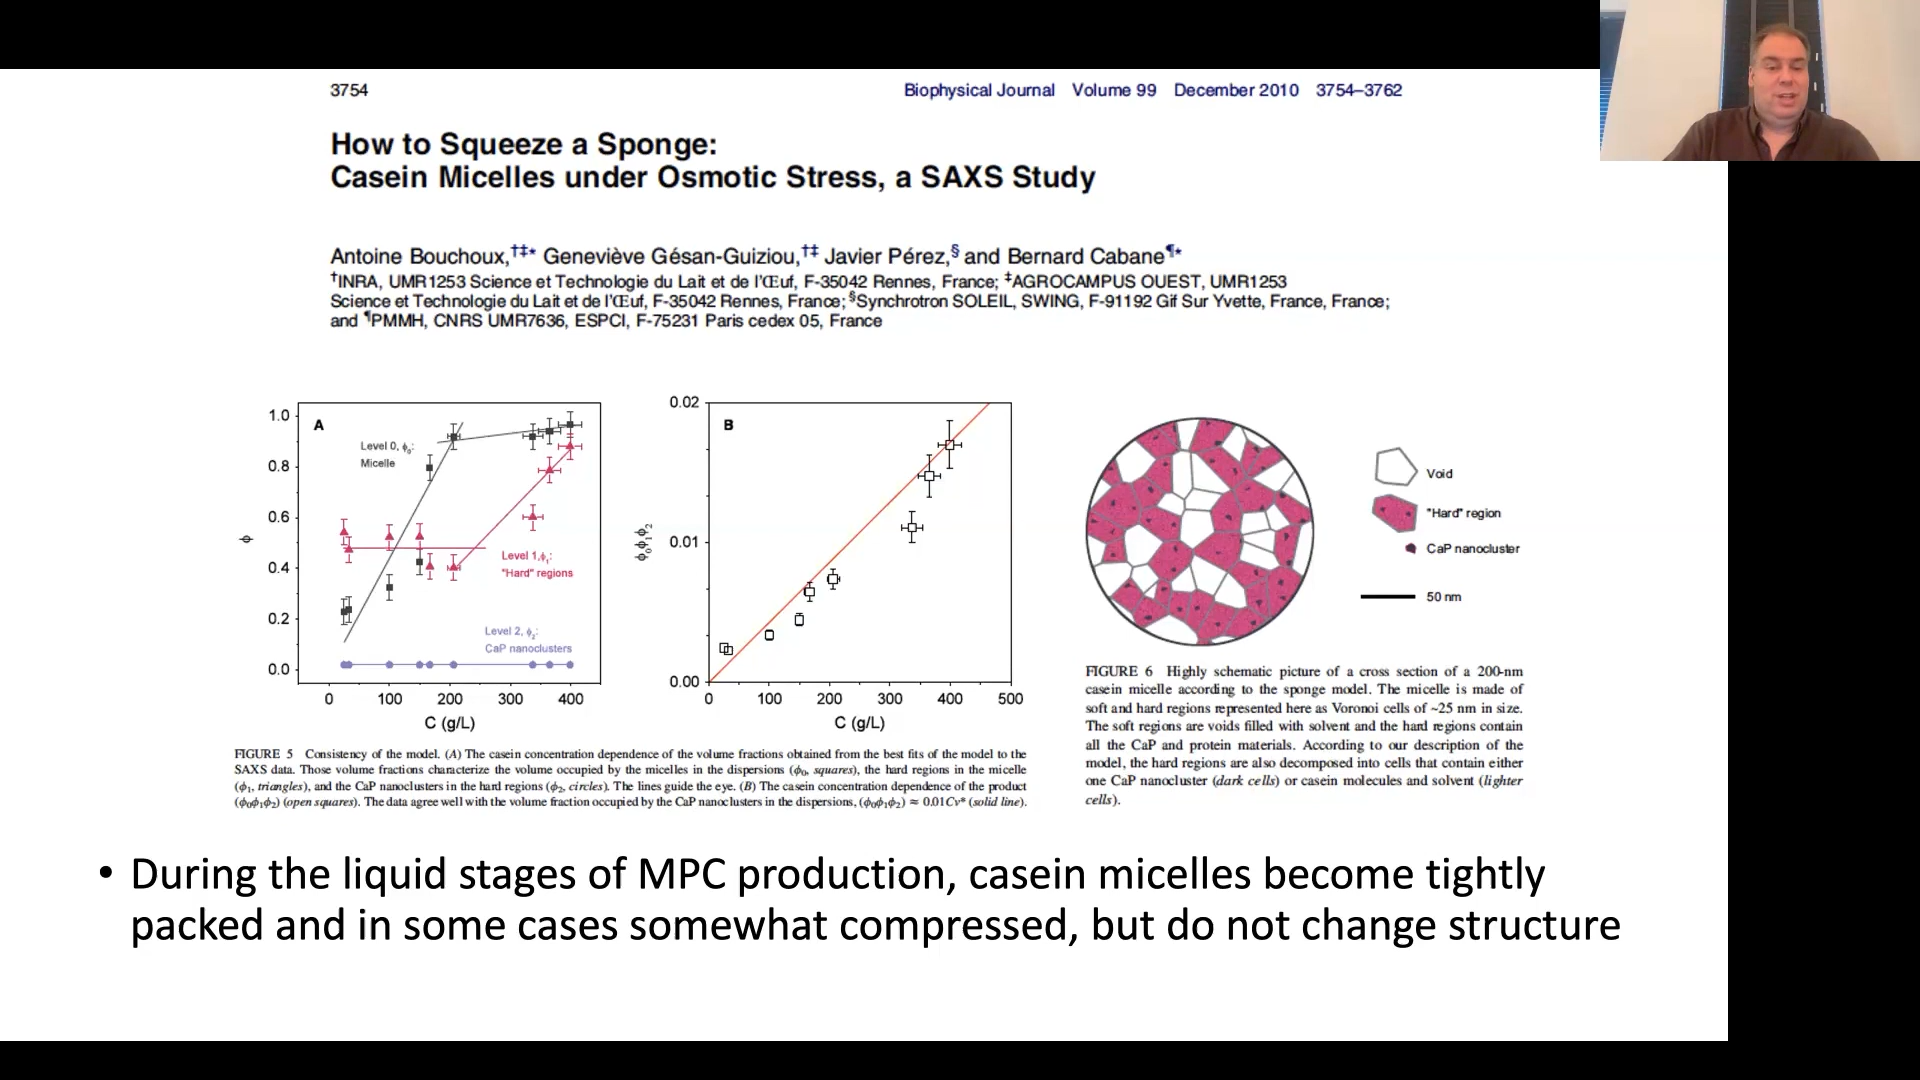 3754
Biophysical Journal Volume 99 December 2010 3754–3762
How to Squeeze a Sponge:
Casein Micelles under Osmotic Stress, a SAXS Study
Antoine Bouchoux,†‡* Geneviève Gésan-Guiziou,†‡ Javier Pérez,§ and Bernard Cabane¶*
†INRA, UMR1253 Science et Technologie du Lait et de l'Œuf, F-35042 Rennes, France; ‡AGROCAMPUS OUEST, UMR1253
Science et Technologie du Lait et de l'Œuf, F-35042 Rennes, France; §Synchrotron SOLEIL, SWING, F-91192 Gif Sur Yvette, France, France;
and ¶PMMH, CNRS UMR7636, ESPCI, F-75231 Paris cedex 05, France
A
1.0
0.8
0.6
0.4
0.2
0.0
ϕ
Level 0, ϕ₀:
Micelle
Level 1, ϕ₁:
"Hard" regions
Level 2, ϕ₂:
CaP nanoclusters
0 100 200 300 400
C (g/L)
B
0.02
0.01
0.00
ϕ₀ϕ₁ϕ₂
0 100 200 300 400 500
C (g/L)
FIGURE 5 Consistency of the model. (A) The casein concentration dependence of the volume fractions obtained from the best fits of the model to the
SAXS data. Those volume fractions characterize the volume occupied by the micelles in the dispersions (ϕ₀, squares), the hard regions in the micelle
(ϕ₁, triangles), and the CaP nanoclusters in the hard regions (ϕ₂, circles). The lines guide the eye. (B) The casein concentration dependence of the product
(ϕ₀ϕ₁ϕ₂) (open squares). The data agree well with the volume fraction occupied by the CaP nanoclusters in the dispersions, (ϕ₀ϕ₁ϕ₂) ≈ 0.01Cv* (solid line).
Void
"Hard" region
CaP nanocluster
50 nm
FIGURE 6 Highly schematic picture of a cross section of a 200-nm
casein micelle according to the sponge model. The micelle is made of
soft and hard regions represented here as Voronoi cells of ~25 nm in size.
The soft regions are voids filled with solvent and the hard regions contain
all the CaP and protein materials. According to our description of the
model, the hard regions are also decomposed into cells that contain either
one CaP nanocluster (dark cells) or casein molecules and solvent (lighter
cells).
• During the liquid stages of MPC production, casein micelles become tightly
packed and in some cases somewhat compressed, but do not change structure